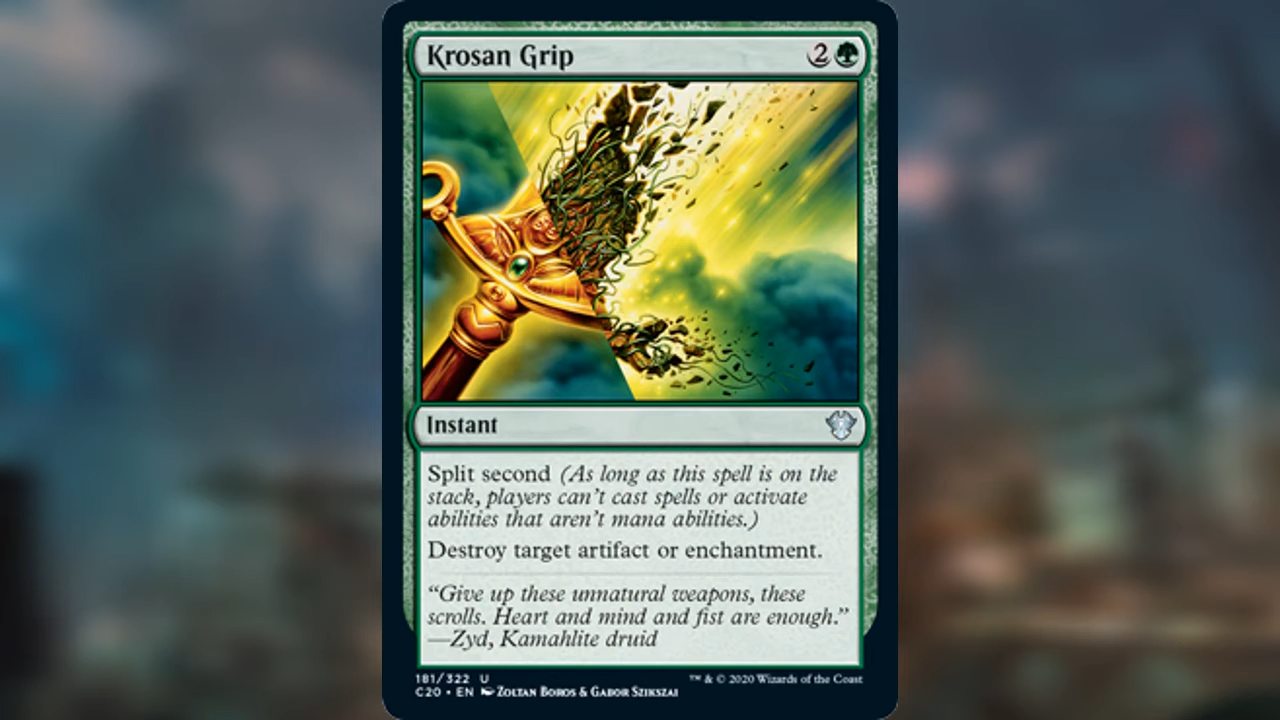 Krosan Grip 2
Instant
Split second (As long as this spell is on the
stack, players can't cast spells or activate
abilities that aren't mana abilities.)
Destroy target artifact or enchantment.
“Give up these unnatural weapons, these
scrolls. Heart and mind and fist are enough.”
—Zyd, Kamahlite druid
181/322 U
C20 • EN Zoltan Boros & Gabor Szikszai
™ & © 2020 Wizards of the Coast